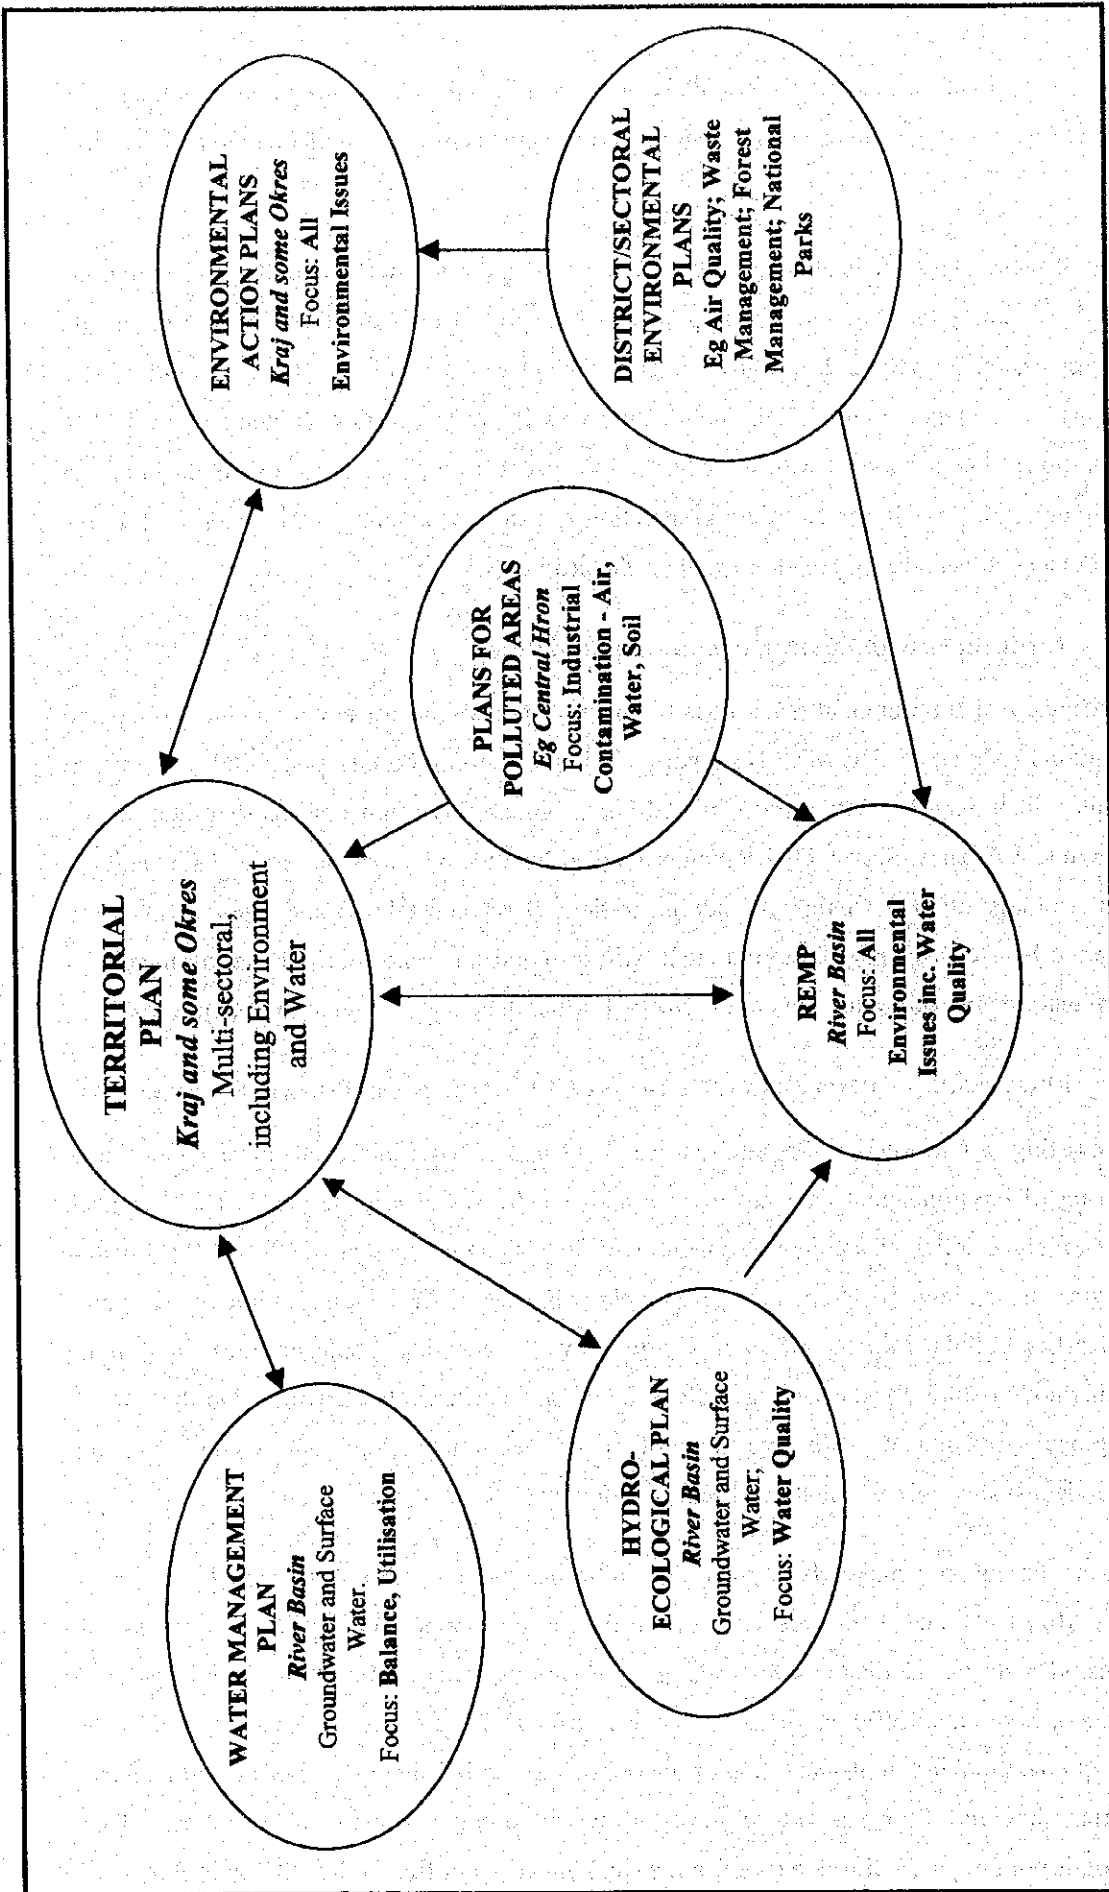 TERRITORIAL
PLAN
Kraj and some Okres
Multi-sectoral,
including Environment
and Water
WATER MANAGEMENT
PLAN
River Basin
Groundwater and Surface
Water.
Focus: Balance, Utilisation
ENVIRONMENTAL
ACTION PLANS
Kraj and some Okres
Focus: All
Environmental Issues
PLANS FOR
POLLUTED AREAS
Eg Central Hron
Focus: Industrial
Contamination - Air,
Water, Soil
HYDRO-
ECOLOGICAL PLAN
River Basin
Groundwater and Surface
Water;
Focus: Water Quality
REMP
River Basin
Focus: All
Environmental
Issues inc. Water
Quality
DISTRICT/SECTORAL
ENVIRONMENTAL
PLANS
Eg Air Quality; Waste
Management; Forest
Management; National
Parks